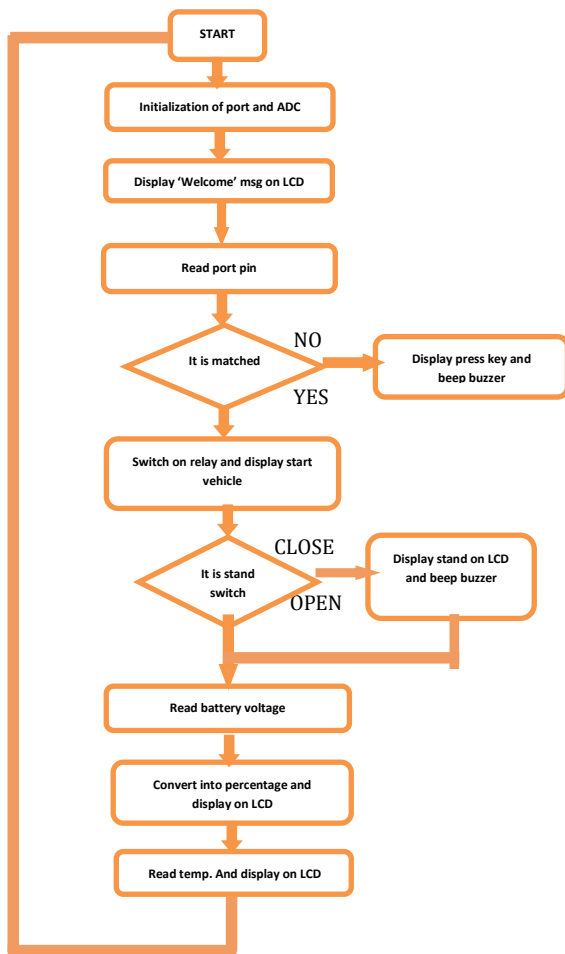 START
Initialization of port and ADC
Display ‘Welcome’ msg on LCD
Read port pin
It is matched
NO
YES
Display press key and
beep buzzer
Switch on relay and display start
vehicle
It is stand
switch
CLOSE
OPEN
Display stand on LCD
and beep buzzer
Read battery voltage
Convert into percentage and
display on LCD
Read temp. And display on LCD